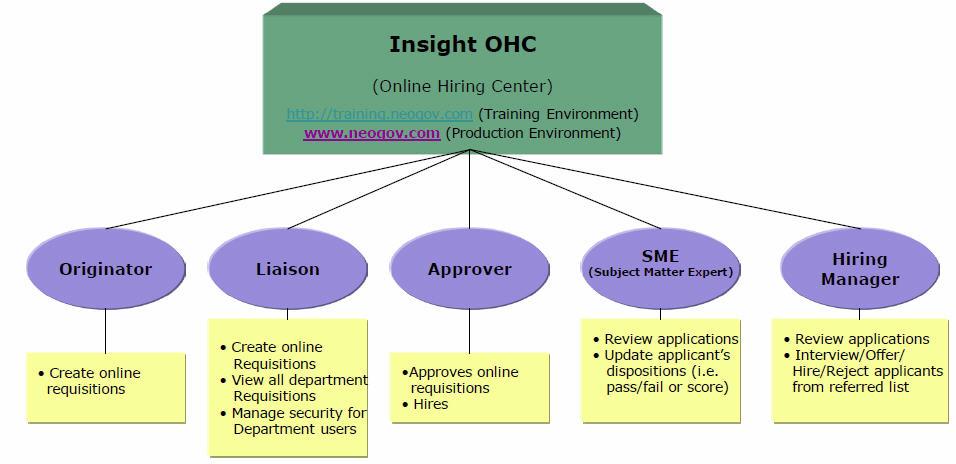 Insight OHC
(Online Hiring Center)
http://training.neogov.com (Training Environment)
www.neogov.com (Production Environment)
Originator
Liaison
Approver
SME
(Subject Matter Expert)
Hiring
Manager
• Create online
requisitions
• Create online
Requisitions
• View all department
Requisitions
• Manage security for
Department users
•Approves online
requisitions
• Hires
• Review applications
• Update applicant's
dispositions (i.e.
pass/fail or score)
• Review applications
• Interview/Offer/
Hire/Reject applicants
from referred list